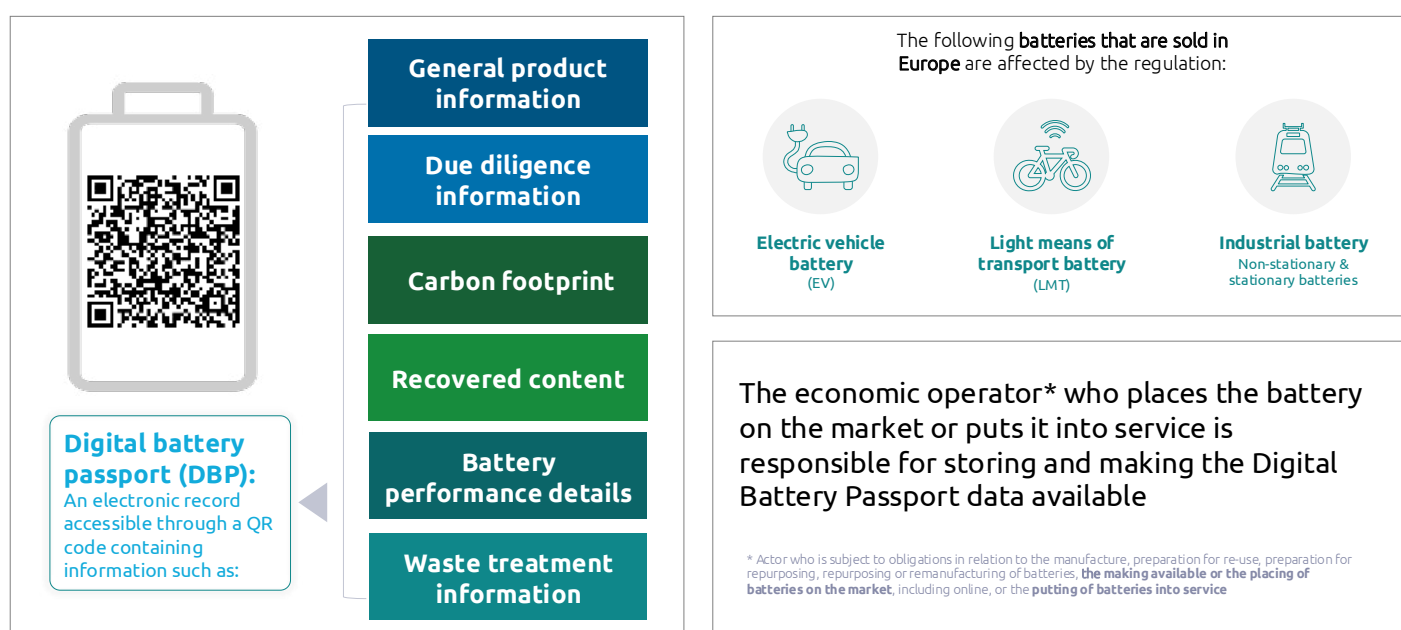 General product
information
Due diligence
information
Carbon footprint
Recovered content
Battery
performance details
Waste treatment
information
Digital battery
passport (DBP):
An electronic record
accessible through a QR
code containing
information such as:
The following batteries that are sold in
Europe are affected by the regulation:
Electric vehicle
battery
(EV)
Light means of
transport battery
(LMT)
Industrial battery
Non-stationary &
stationary batteries
The economic operator* who places the battery
on the market or puts it into service is
responsible for storing and making the Digital
Battery Passport data available
* Actor who is subject to obligations in relation to the manufacture, preparation for re-use, preparation for
repurposing, repurposing or remanufacturing of batteries, the making available or the placing of
batteries on the market, including online, or the putting of batteries into service